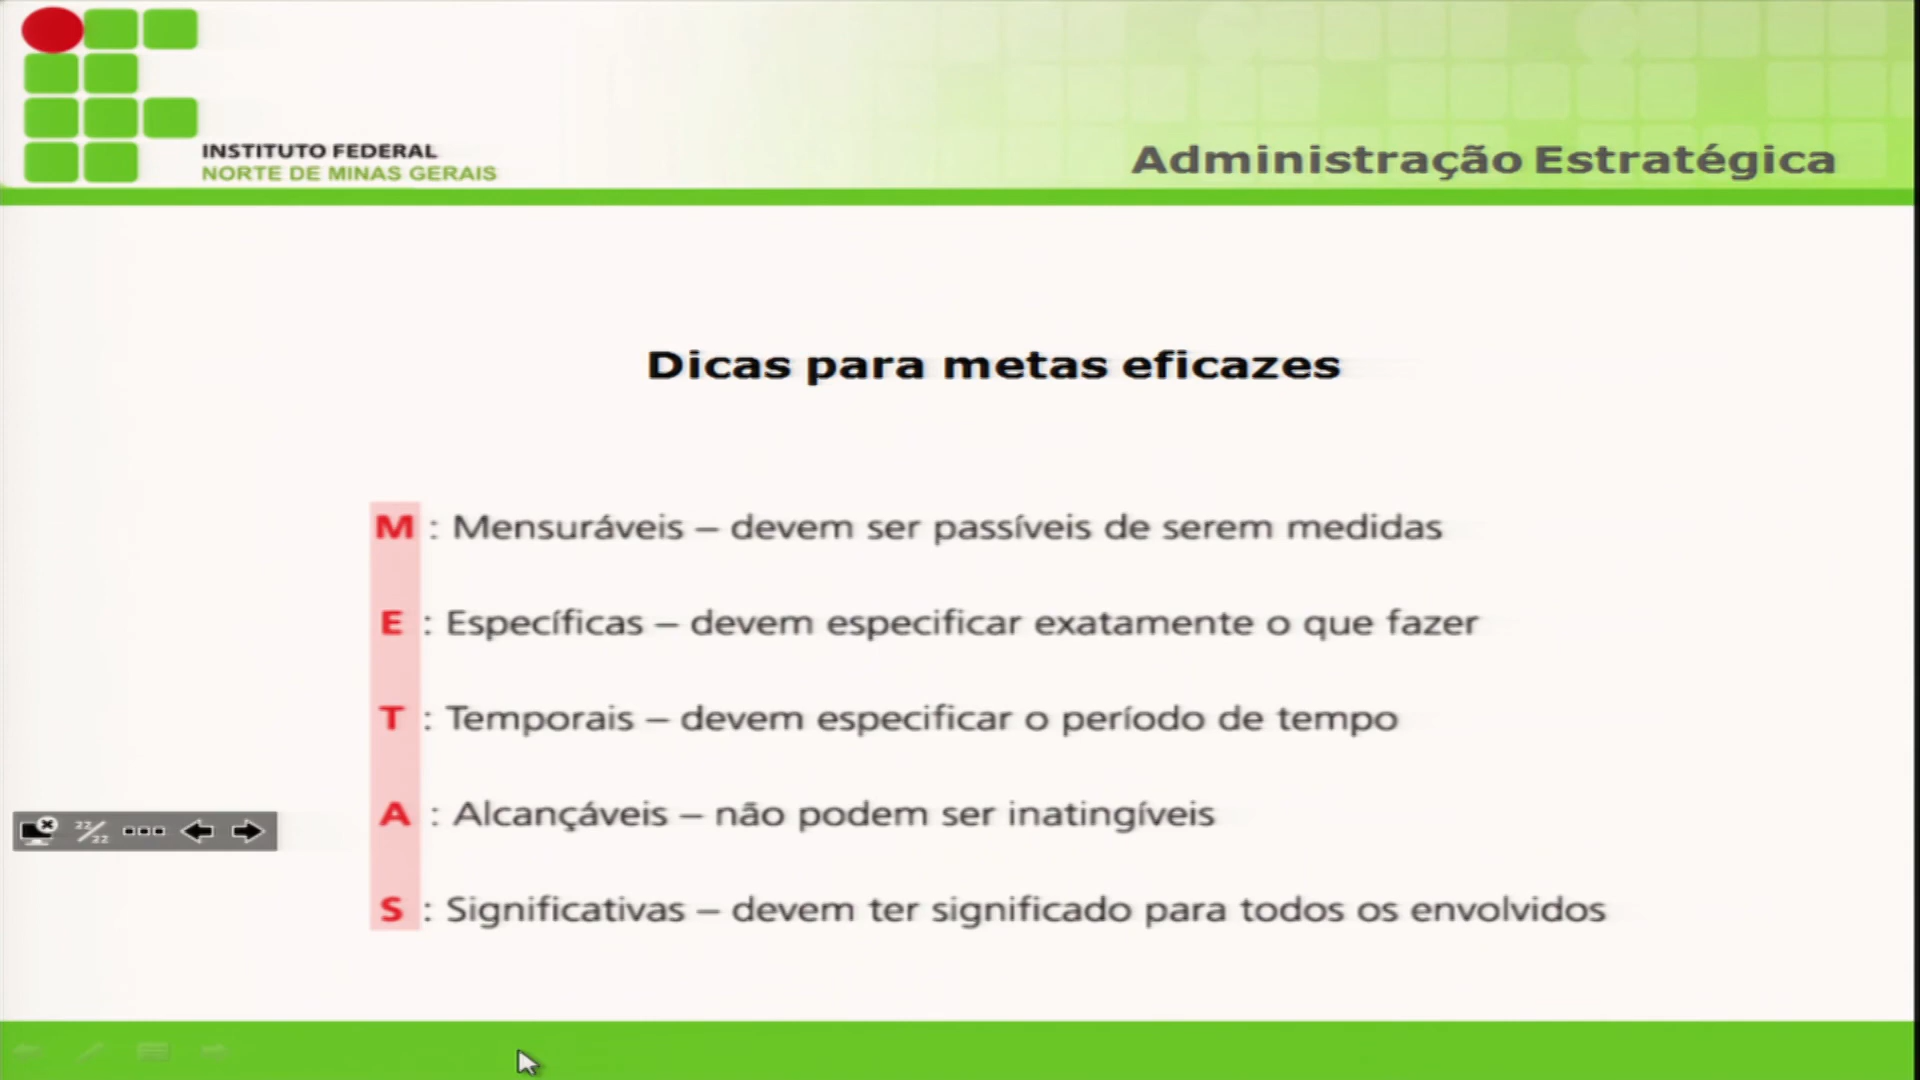 INSTITUTO FEDERAL
NORTE DE MINAS GERAIS
Administração Estratégica
Dicas para metas eficazes
M : Mensuráveis – devem ser passíveis de serem medidas
E : Específicas – devem especificar exatamente o que fazer
T : Temporais – devem especificar o período de tempo
A : Alcançáveis – não podem ser inatingíveis
22/22
S : Significativas – devem ter significado para todos os envolvidos